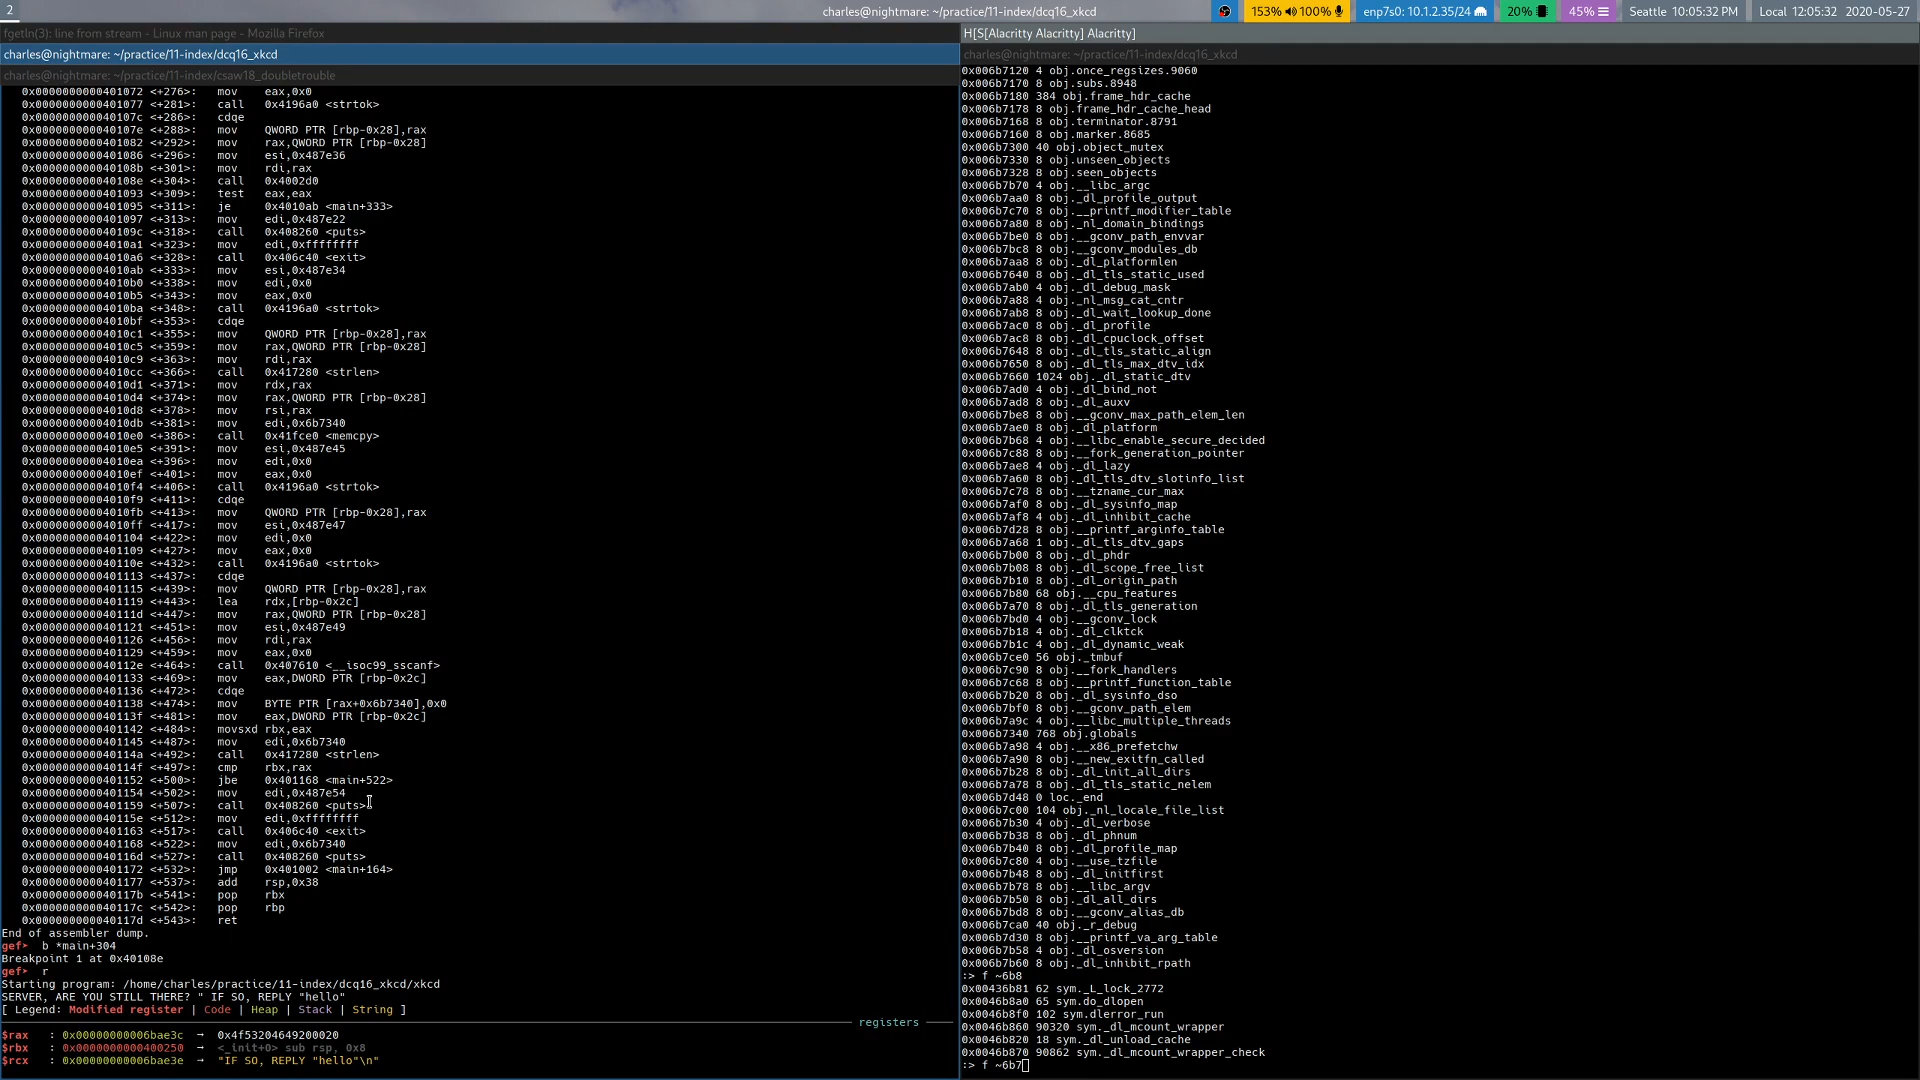 2
charles@nightmare: ~/practice/11-index/dcq16_xkcd
153% 100%
enp7s0: 10.1.2.35/24
20%
45%
Seattle 10:05:32 PM
Local 12:05:32 2020-05-27
fgetln(3): line from stream - Linux man page - Mozilla Firefox
charles@nightmare: ~/practice/11-index/dcq16_xkcd
charles@nightmare: ~/practice/11-index/csaw18_doubletrouble
0x0000000000401072 <+276>: mov eax,0x0
0x0000000000401077 <+281>: call 0x4196a0 <strtok>
0x000000000040107c <+286>: cdqe
0x000000000040107e <+288>: mov QWORD PTR [rbp-0x28],rax
0x0000000000401082 <+292>: mov rax,QWORD PTR [rbp-0x28]
0x0000000000401086 <+296>: mov esi,0x487e36
0x000000000040108b <+301>: mov rdi,rax
0x000000000040108e <+304>: call 0x4002d0
0x0000000000401093 <+309>: test eax,eax
0x0000000000401095 <+311>: je 0x4010ab <main+333>
0x0000000000401097 <+313>: mov edi,0x487e22
0x000000000040109c <+318>: call 0x408260 <puts>
0x00000000004010a1 <+323>: mov edi,0xffffffff
0x00000000004010a6 <+328>: call 0x406c40 <exit>
0x00000000004010ab <+333>: mov esi,0x487e34
0x00000000004010b0 <+338>: mov edi,0x0
0x00000000004010b5 <+343>: mov eax,0x0
0x00000000004010ba <+348>: call 0x4196a0 <strtok>
0x00000000004010bf <+353>: cdqe
0x00000000004010c1 <+355>: mov QWORD PTR [rbp-0x28],rax
0x00000000004010c5 <+359>: mov rax,QWORD PTR [rbp-0x28]
0x00000000004010c9 <+363>: mov rdi,rax
0x00000000004010cc <+366>: call 0x417280 <strlen>
0x00000000004010d1 <+371>: mov rdx,rax
0x00000000004010d4 <+374>: mov rax,QWORD PTR [rbp-0x28]
0x00000000004010d8 <+378>: mov rsi,rax
0x00000000004010db <+381>: mov edi,0x6b7340
0x00000000004010e0 <+386>: call 0x41fce0 <memcpy>
0x00000000004010e5 <+391>: mov esi,0x487e45
0x00000000004010ea <+396>: mov edi,0x0
0x00000000004010ef <+401>: mov eax,0x0
0x00000000004010f4 <+406>: call 0x4196a0 <strtok>
0x00000000004010f9 <+411>: cdqe
0x00000000004010fb <+413>: mov QWORD PTR [rbp-0x28],rax
0x00000000004010ff <+417>: mov esi,0x487e47
0x0000000000401104 <+422>: mov edi,0x0
0x0000000000401109 <+427>: mov eax,0x0
0x000000000040110e <+432>: call 0x4196a0 <strtok>
0x0000000000401113 <+437>: cdqe
0x0000000000401115 <+439>: mov QWORD PTR [rbp-0x28],rax
0x0000000000401119 <+443>: lea rdx,[rbp-0x2c]
0x000000000040111d <+447>: mov rax,QWORD PTR [rbp-0x28]
0x0000000000401121 <+451>: mov esi,0x487e49
0x0000000000401126 <+456>: mov rdi,rax
0x0000000000401129 <+459>: mov eax,0x0
0x000000000040112e <+464>: call 0x407610 <__isoc99_sscanf>
0x0000000000401133 <+469>: mov eax,DWORD PTR [rbp-0x2c]
0x0000000000401136 <+472>: cdqe
0x0000000000401138 <+474>: mov BYTE PTR [rax+0x6b7340],0x0
0x000000000040113f <+481>: mov eax,DWORD PTR [rbp-0x2c]
0x0000000000401142 <+484>: movsxd rbx,eax
0x0000000000401145 <+487>: mov edi,0x6b7340
0x000000000040114a <+492>: call 0x417280 <strlen>
0x000000000040114f <+497>: cmp rbx,rax
0x0000000000401152 <+500>: jbe 0x401168 <main+522>
0x0000000000401154 <+502>: mov edi,0x487e54
0x0000000000401159 <+507>: call 0x408260 <puts>
0x000000000040115e <+512>: mov edi,0xffffffff
0x0000000000401163 <+517>: call 0x406c40 <exit>
0x0000000000401168 <+522>: mov edi,0x6b7340
0x000000000040116d <+527>: call 0x408260 <puts>
0x0000000000401172 <+532>: jmp 0x401002 <main+164>
0x0000000000401177 <+537>: add rsp,0x38
0x000000000040117b <+541>: pop rbx
0x000000000040117c <+542>: pop rbp
0x000000000040117d <+543>: ret
End of assembler dump.
gef➤ b *main+304
Breakpoint 1 at 0x40108e
gef➤ r
Starting program: /home/charles/practice/11-index/dcq16_xkcd/xkcd
SERVER, ARE YOU STILL THERE? " IF SO, REPLY "hello"
[ Legend: Modified register | Code | Heap | Stack | String ]
registers
$rax : 0x00000000006bae3c → 0x4f53204649200020
$rbx : 0x0000000000400250 → <_init+0> sub rsp, 0x8
$rcx : 0x00000000006bae3e → "IF SO, REPLY "hello"\n"
H[S[Alacritty Alacritty] Alacritty]
charles@nightmare: ~/practice/11-index/dcq16_xkcd
0x006b7120 4 obj.once_regsizes.9060
0x006b7170 8 obj.subs.8948
0x006b7180 384 obj.frame_hdr_cache
0x006b7178 8 obj.frame_hdr_cache_head
0x006b7168 8 obj.terminator.8791
0x006b7160 8 obj.marker.8685
0x006b7300 40 obj.object_mutex
0x006b7330 8 obj.unseen_objects
0x006b7328 8 obj.seen_objects
0x006b7b70 4 obj.__libc_argc
0x006b7aa0 8 obj._dl_profile_output
0x006b7c70 8 obj.__printf_modifier_table
0x006b7a80 8 obj._nl_domain_bindings
0x006b7be0 8 obj.__gconv_path_envvar
0x006b7bc8 8 obj.__gconv_modules_db
0x006b7aa8 8 obj._dl_platformlen
0x006b7640 8 obj._dl_tls_static_used
0x006b7ab0 4 obj._dl_debug_mask
0x006b7a88 4 obj._nl_msg_cat_cntr
0x006b7ab8 8 obj._dl_wait_lookup_done
0x006b7ac0 8 obj._dl_profile
0x006b7ac8 8 obj._dl_cpuclock_offset
0x006b7648 8 obj._dl_tls_static_align
0x006b7650 8 obj._dl_tls_max_dtv_idx
0x006b7660 1024 obj._dl_static_dtv
0x006b7ad0 4 obj._dl_bind_not
0x006b7ad8 8 obj._dl_auxv
0x006b7be8 8 obj.__gconv_max_path_elem_len
0x006b7ae0 8 obj._dl_platform
0x006b7b68 4 obj.__libc_enable_secure_decided
0x006b7c88 8 obj.__fork_generation_pointer
0x006b7ae8 4 obj._dl_lazy
0x006b7a60 8 obj._dl_tls_dtv_slotinfo_list
0x006b7c78 8 obj.__tzname_cur_max
0x006b7af0 8 obj._dl_sysinfo_map
0x006b7af8 4 obj._dl_inhibit_cache
0x006b7d28 8 obj.__printf_arginfo_table
0x006b7a68 1 obj._dl_tls_dtv_gaps
0x006b7b00 8 obj._dl_phdr
0x006b7b08 8 obj._dl_scope_free_list
0x006b7b10 8 obj._dl_origin_path
0x006b7b80 68 obj.__cpu_features
0x006b7a70 8 obj._dl_tls_generation
0x006b7bd0 4 obj.__gconv_lock
0x006b7b18 4 obj._dl_clktck
0x006b7b1c 4 obj._dl_dynamic_weak
0x006b7ce0 56 obj._tmbuf
0x006b7c90 8 obj.__fork_handlers
0x006b7c68 8 obj.__printf_function_table
0x006b7b20 8 obj._dl_sysinfo_dso
0x006b7bf0 8 obj.__gconv_path_elem
0x006b7a9c 4 obj.__libc_multiple_threads
0x006b7340 768 obj.globals
0x006b7a98 4 obj.__x86_prefetchw
0x006b7a90 8 obj.__new_exitfn_called
0x006b7b28 8 obj._dl_init_all_dirs
0x006b7a78 8 obj._dl_tls_static_nelem
0x006b7d48 0 loc._end
0x006b7c00 104 obj._nl_locale_file_list
0x006b7b30 4 obj._dl_verbose
0x006b7b38 8 obj._dl_phnum
0x006b7b40 8 obj._dl_profile_map
0x006b7c80 4 obj.__use_tzfile
0x006b7b48 8 obj._dl_initfirst
0x006b7b78 8 obj.__libc_argv
0x006b7b50 8 obj._dl_all_dirs
0x006b7bd8 8 obj.__gconv_alias_db
0x006b7ca0 40 obj._r_debug
0x006b7d30 8 obj.__printf_va_arg_table
0x006b7b58 4 obj._dl_osversion
0x006b7b60 8 obj._dl_inhibit_rpath
:> f ~6b8
0x00436b81 62 sym._L_lock_2772
0x0046b8a0 65 sym.do_dlopen
0x0046b8f0 102 sym.dlerror_run
0x0046b860 90320 sym._dl_mcount_wrapper
0x0046b820 18 sym._dl_unload_cache
0x0046b870 90862 sym._dl_mcount_wrapper_check
:> f ~6b7